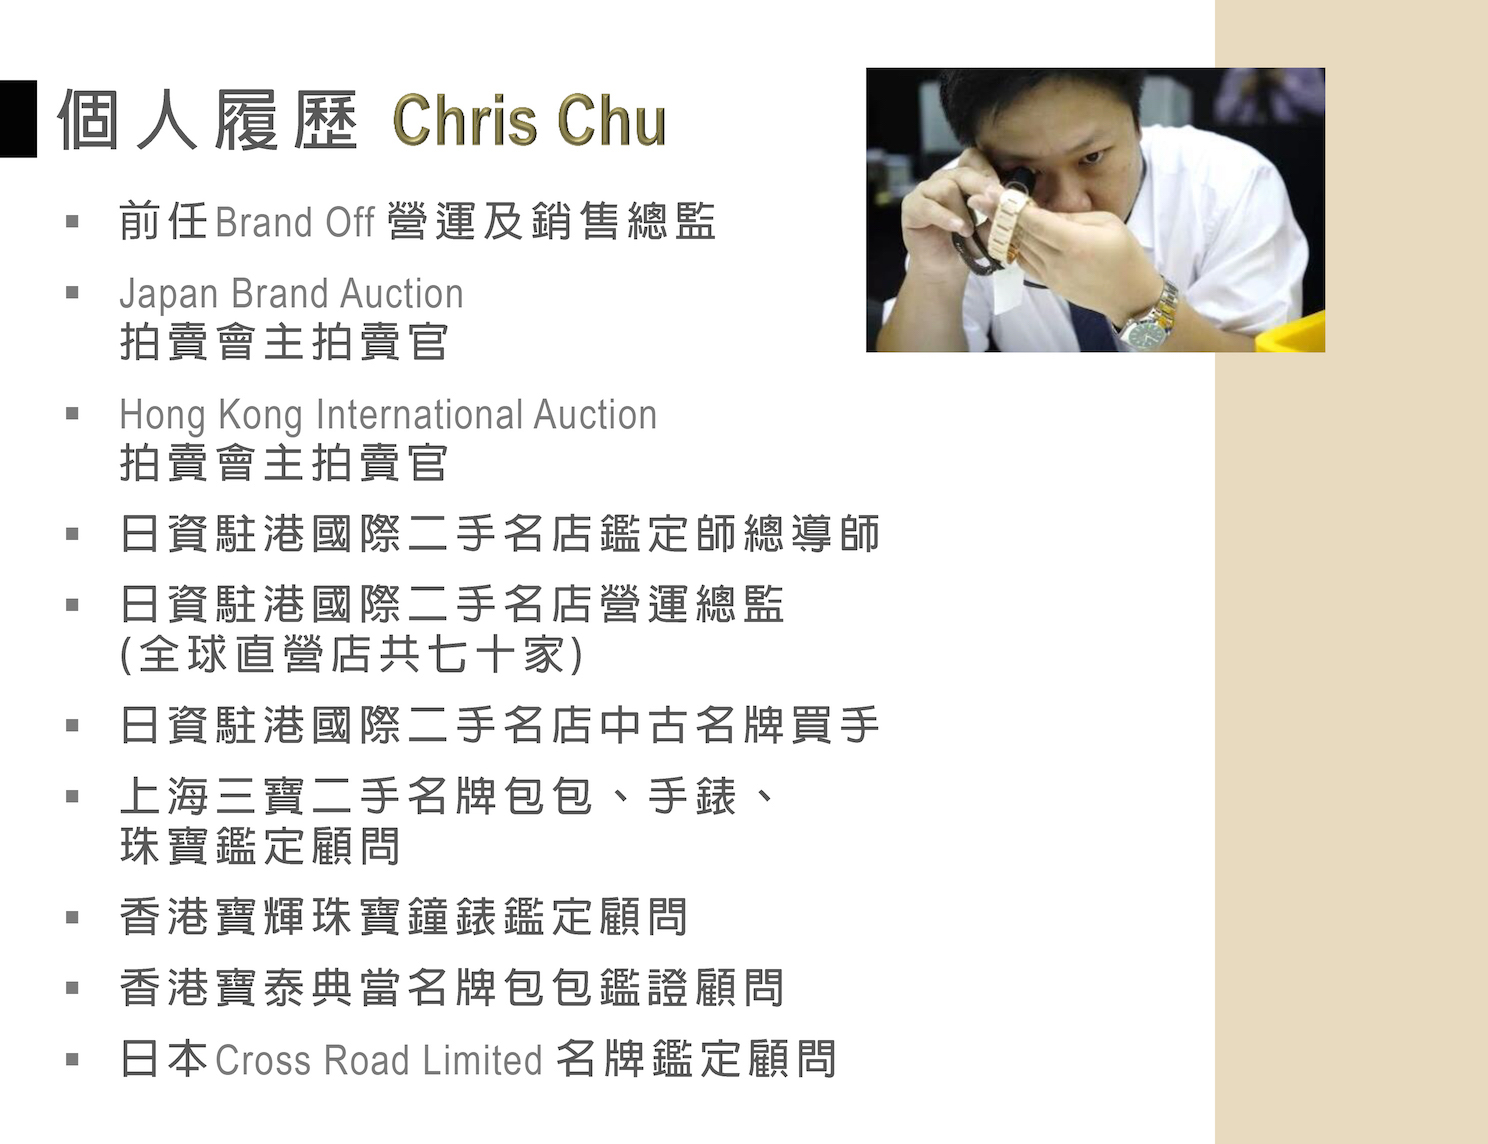 個人履歷 Chris Chu
▪ 前任Brand Off 營運及銷售總監
▪ Japan Brand Auction
拍賣會主拍賣官
▪ Hong Kong International Auction
拍賣會主拍賣官
▪ 日資駐港國際二手名店鑑定師總導師
▪ 日資駐港國際二手名店營運總監
(全球直營店共七十家)
▪ 日資駐港國際二手名店中古名牌買手
▪ 上海三寶二手名牌包包、手錶、
珠寶鑑定顧問
▪ 香港寶輝珠寶鐘錶鑑定顧問
▪ 香港寶泰典當名牌包包鑑證顧問
▪ 日本Cross Road Limited 名牌鑑定顧問